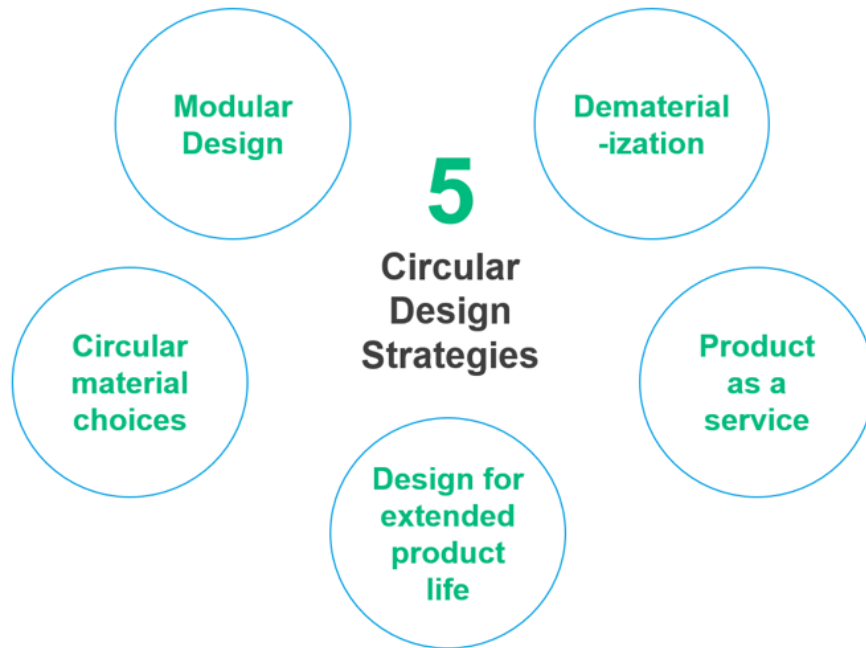 Modular
Design
Dematerial
-ization
5
Circular
Design
Strategies
Circular
material
choices
Product
as a
service
Design for
extended
product
life